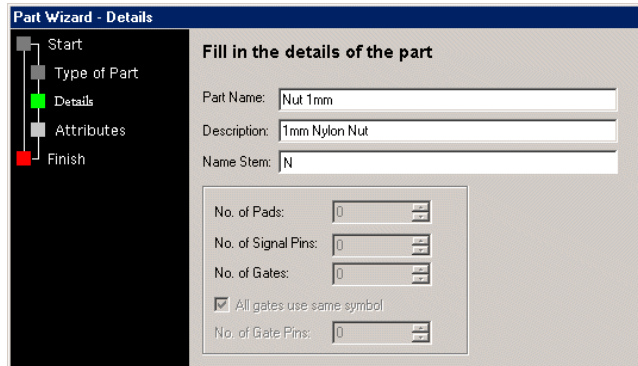 Part Wizard - Details
Start
Type of Part
Details
Attributes
Finish
Fill in the details of the part
Part Name: Nut 1mm
Description: 1mm Nylon Nut
Name Stem: N
No. of Pads: 0
No. of Signal Pins: 0
No. of Gates: 0
All gates use same symbol
No. of Gate Pins: 0